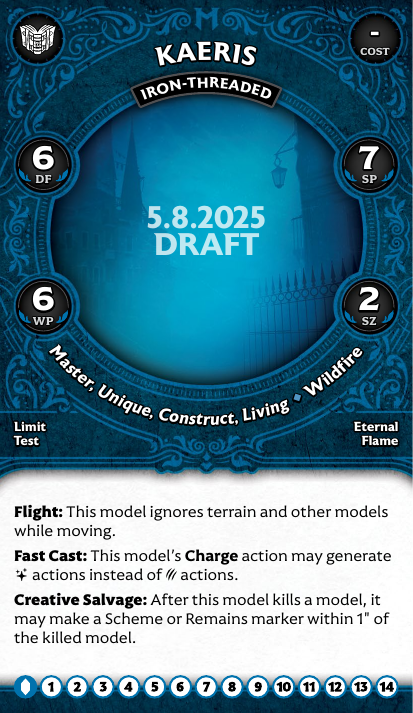 KAERIS
IRON-THREADED
-
COST
6
DF
7
SP
5.8.2025
DRAFT
6
WP
2
SZ
Master, Unique, Construct, Living ◆ Wildfire
Limit
Test
Eternal
Flame
Flight: This model ignores terrain and other models
while moving.
Fast Cast: This model's Charge action may generate
actions instead of actions.
Creative Salvage: After this model kills a model, it
may make a Scheme or Remains marker within 1" of
the killed model.
1 2 3 4 5 6 7 8 9 10 11 12 13 14